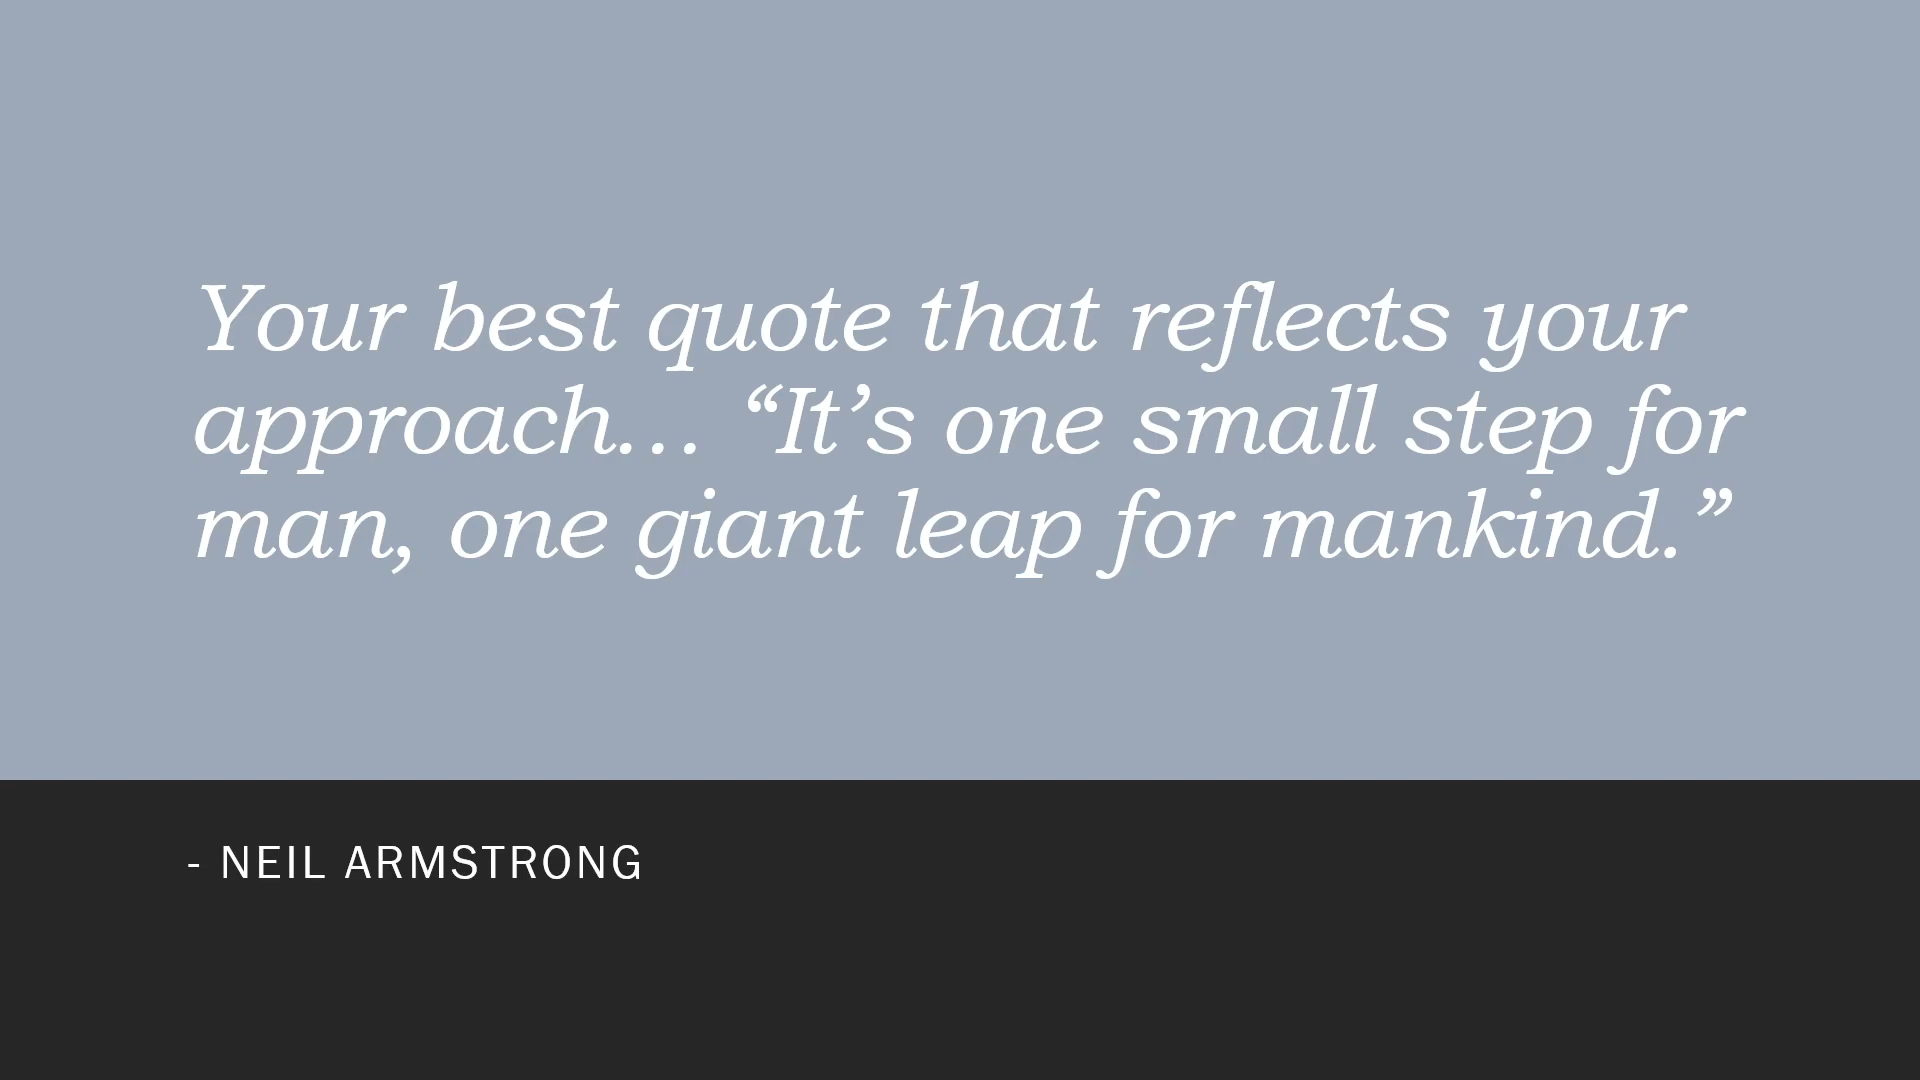 Your best quote that reflects your
approach… “It’s one small step for
man, one giant leap for mankind.”
- NEIL ARMSTRONG